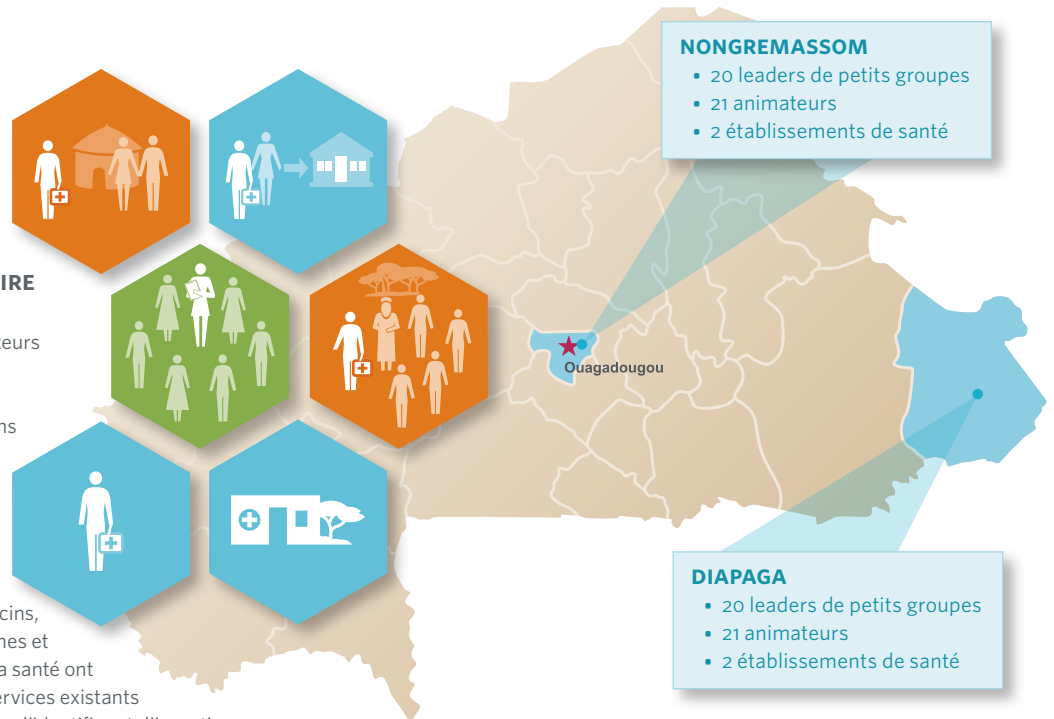 NONGREMASSOM
• 20 leaders de petits groupes
• 21 animateurs
• 2 établissements de santé
IRE
teurs
ns
Ouagadougou
DIAPAGA
• 20 leaders de petits groupes
• 21 animateurs
• 2 établissements de santé
cins,
nes et
a santé ont
ervices existants